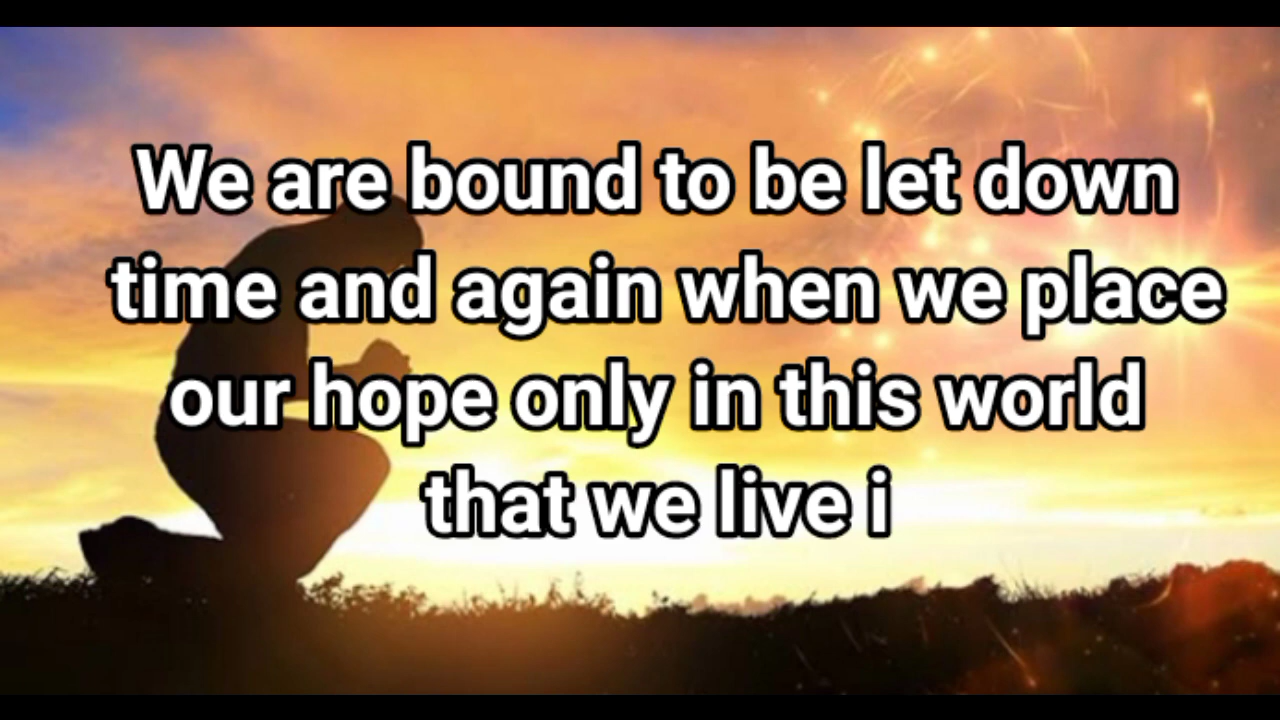 We are bound to be let down
time and again when we place
our hope only in this world
that we live i